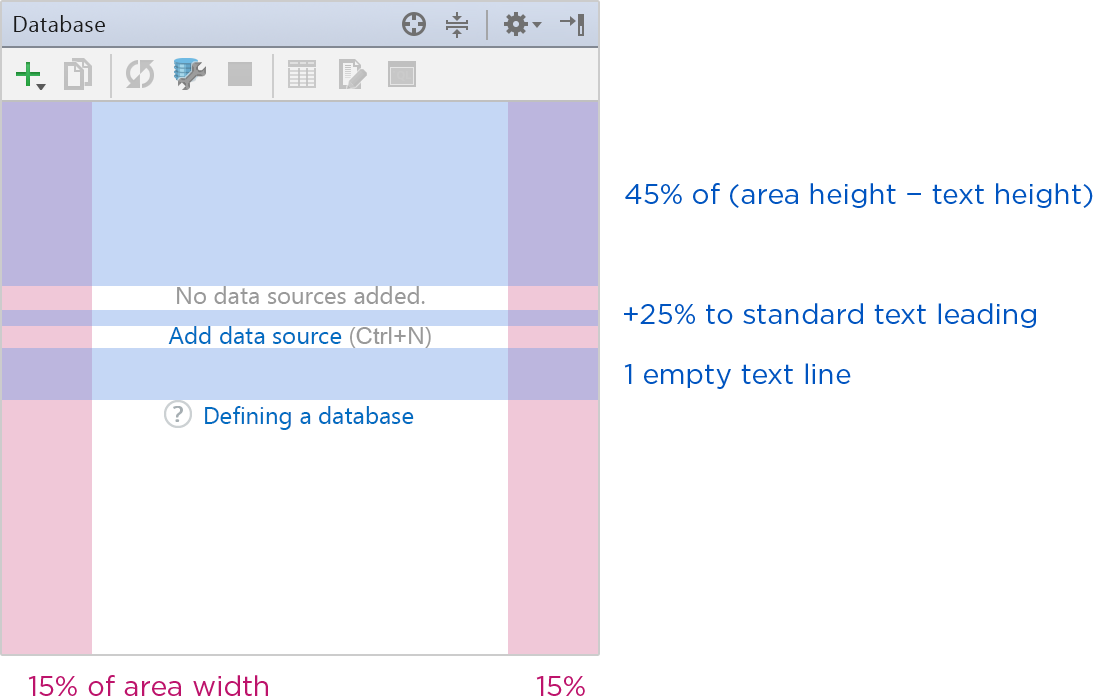 Database
45% of (area height − text height)
No data sources added.
+25% to standard text leading
Add data source (Ctrl+N)
1 empty text line
? Defining a database
15% of area width
15%